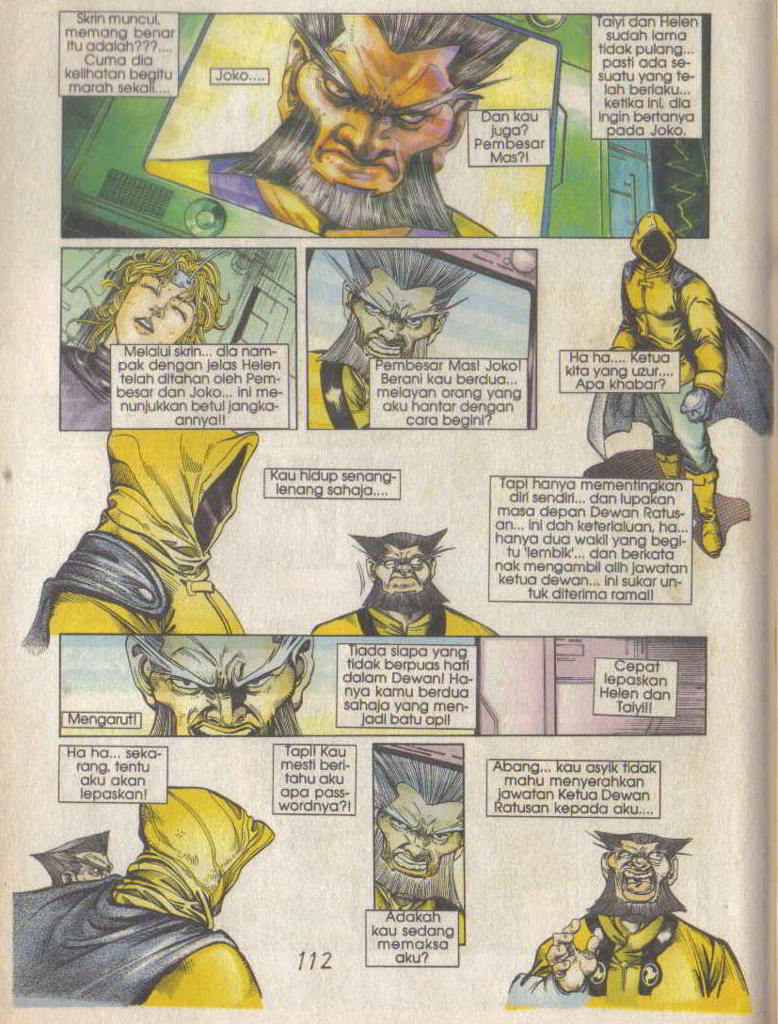 Skrin muncul,
memang benar
itu adalah???....
Cuma dia
kelihatan begitu
marah sekali....
Joko....
Dan kau
juga?
Pembesar
Mas?!
Taiyi dan Helen
sudah lama
tidak pulang...
pasti ada se-
suatu yang te-
lah berlaku...
ketika ini, dia
ingin bertanya
pada Joko.
Melalui skrin... dia nam-
pak dengan jelas Helen
telah ditahan oleh Pem-
besar dan Joko... ini me-
nunjukkan betul jangka-
annya!!
Pembesar Mas! Joko!
Berani kau berdua...
melayan orang yang
aku hantar dengan
cara begini?
Ha ha.... Ketua
kita yang uzur....
Apa khabar?
Kau hidup senang-
lenang sahaja....
Tapi hanya mementingkan
diri sendiri... dan lupakan
masa depan Dewan Ratus-
an... ini dah keterlaluan, ha...
hanya dua wakil yang begi-
tu 'lembik'... dan berkata
nak mengambil alih jawatan
ketua dewan... ini sukar un-
tuk diterima ramai!
Mengarut!
Tiada siapa yang
tidak berpuas hati
dalam Dewan! Ha-
nya kamu berdua
sahaja yang men-
jadi batu api!
Cepat
lepaskan
Helen dan
Taiyi!!
Ha ha... seka-
rang, tentu
aku akan
lepaskan!
Tapi! Kau
mesti beri-
tahu aku
apa pass-
wordnya?!
Adakah
kau sedang
memaksa
aku?
Abang... kau asyik tidak
mahu menyerahkan
jawatan Ketua Dewan
Ratusan kepada aku....
112